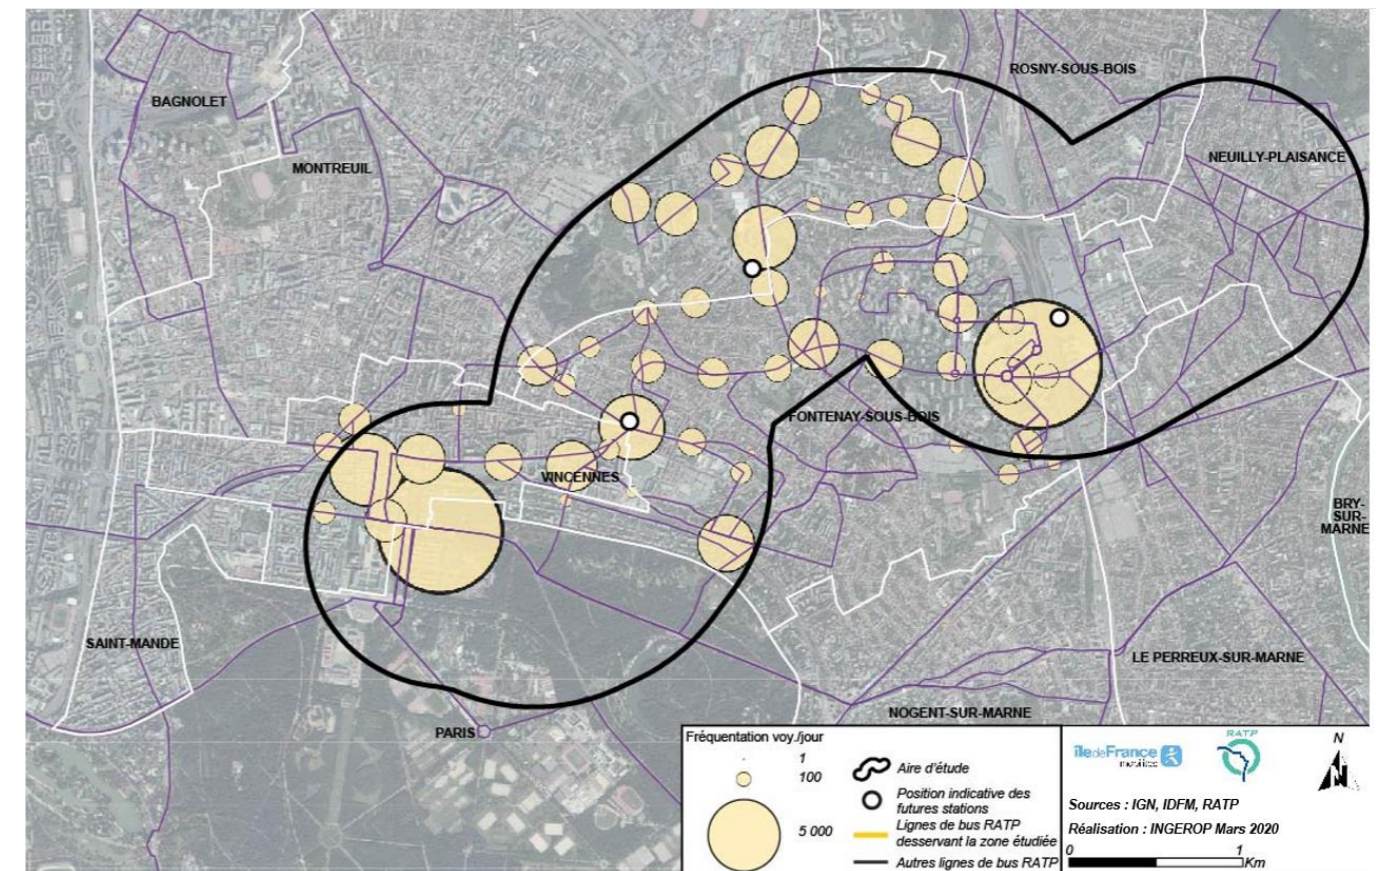 ROSNY-SOUS-BOIS
BAGNOLET
NEUILLY-PLAISANCE
MONTREUIL
FONTENAY-SOUS-BOIS
VINCENNES
BRY-
SUR-
MARNE
SAINT-MANDE
LE PERREUX-SUR-MARNE
NOGENT-SUR-MARNE
PARIS
Fréquentation voy./jour
1
100
5 000
Aire d'étude
Position indicative des
futures stations
Lignes de bus RATP
desservant la zone étudiée
Autres lignes de bus RATP
îledeFrance
mobilités
RATP
N
Sources : IGN, IDFM, RATP
Réalisation : INGEROP Mars 2020
0 1
Km